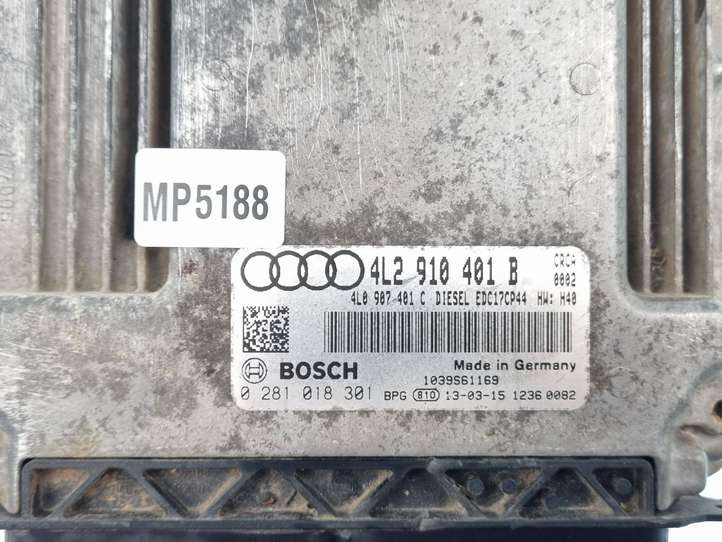 MP5188
4L2 910 401 B
CRCH
0002
4L0 907 401 C DIESEL EDC17CP44 HW: H40
BOSCH
Made in Germany
1039S61169
0 281 018 301 BPG 810 13-03-15 1236 0082